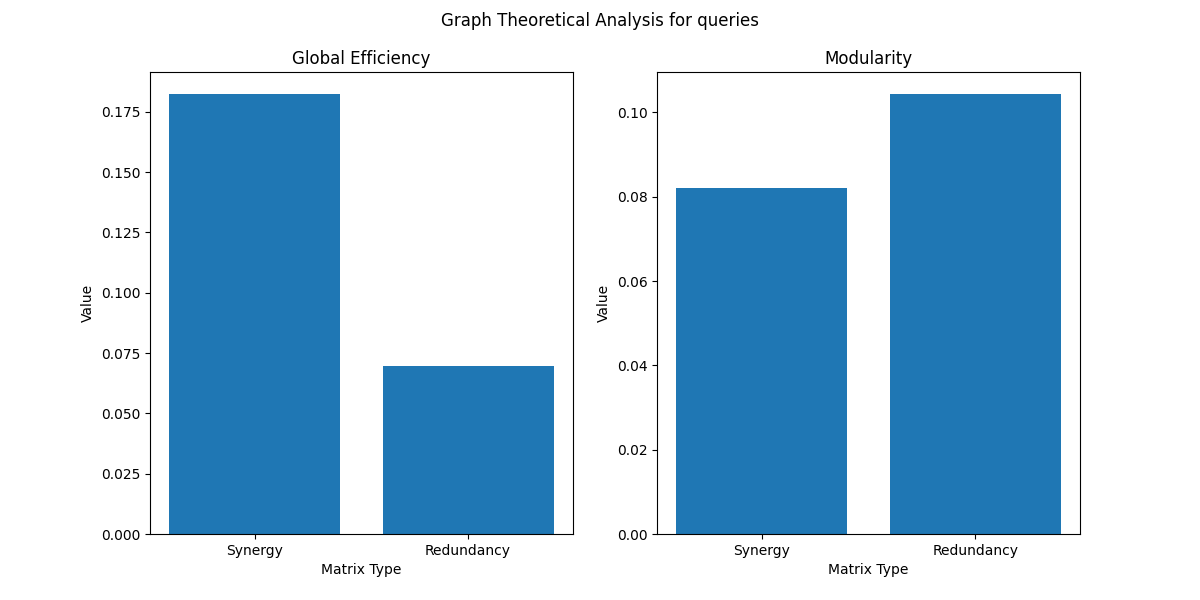 Graph Theoretical Analysis for queries
Global Efficiency
Value
0.175
0.150
0.125
0.100
0.075
0.050
0.025
0.000
Synergy
Redundancy
Matrix Type
Modularity
Value
0.10
0.08
0.06
0.04
0.02
0.00
Synergy
Redundancy
Matrix Type